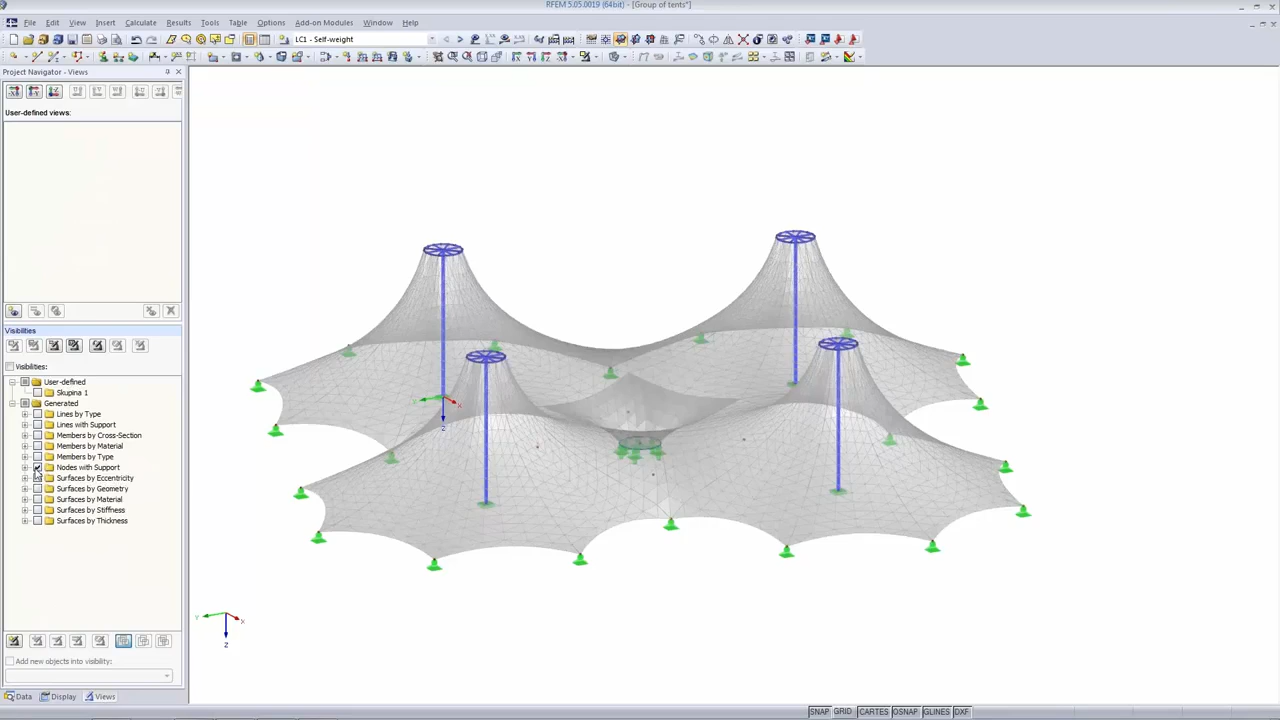 RFEM 5.05.0019 (64bit) - [Group of tents*]
File Edit View Insert Calculate Results Tools Table Options Add-on Modules Window Help
LC1 - Self-weight
Project Navigator - Views
User-defined views:
Visibilities
Visibilities:
User-defined
Skupina 1
Generated
Lines by Type
Lines with Support
Members by Cross-Section
Members by Material
Members by Type
Nodes with Support
Surfaces by Eccentricity
Surfaces by Geometry
Surfaces by Material
Surfaces by Stiffness
Surfaces by Thickness
Y X
Z
Y X
Z
Add new objects into visibility:
Data Display Views
SNAP GRID CARTES OSNAP GLINES DXF